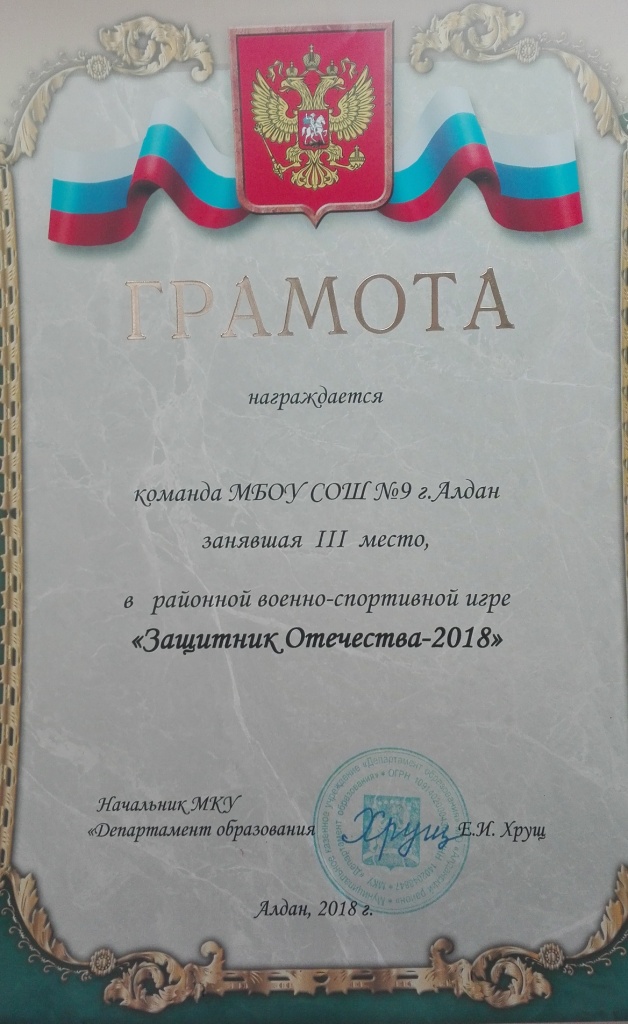 ГРАМОТА
награждается
команда МБОУ СОШ №9 г.Алдан
занявшая III место,
в районной военно-спортивной игре
«Защитник Отечества-2018»
Начальник МКУ
«Департамент образования
Хрущ
Е.И. Хрущ
Алдан, 2018 г.